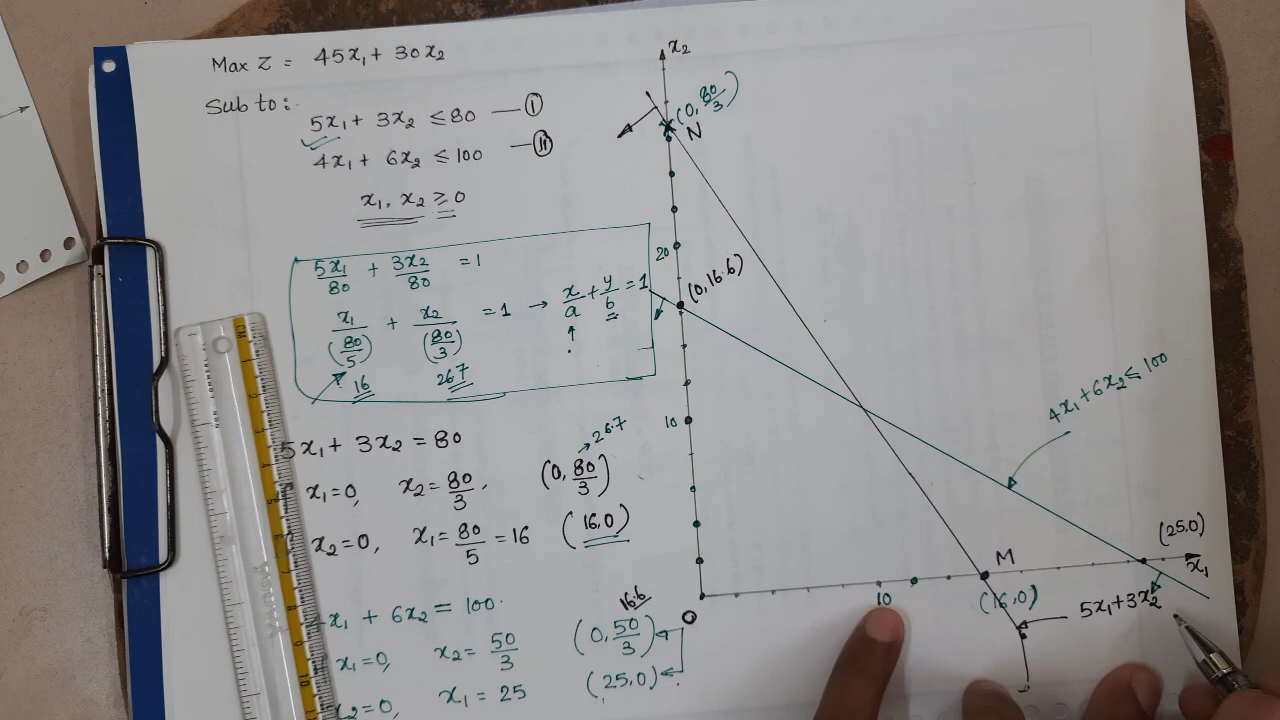 Max Z = 45x₁ + 30x₂
Sub to:
5x₁ + 3x₂ ≤ 80 — (I)
4x₁ + 6x₂ ≤ 100 — (II)
x₁, x₂ ≥ 0
5x₁/80 + 3x₂/80 = 1
x₁/(80/5) + x₂/(80/3) = 1 → x/a + y/b = 1
16 26.7
5x₁ + 3x₂ = 80
x₁=0, x₂ = 80/3. (0, 80/3) → 26.7
x₂=0, x₁ = 80/5 = 16 (16,0)
x₁ + 6x₂ = 100.
x₁=0, x₂ = 50/3 (0, 50/3) 16.6
x₂=0, x₁ = 25 (25,0)
x₂
(0, 80/3)
N
20
(0,16.6)
10
4x₁+6x₂ ≤ 100
(25,0)
x₁
M
10
(16,0)
O
5x₁+3x₂